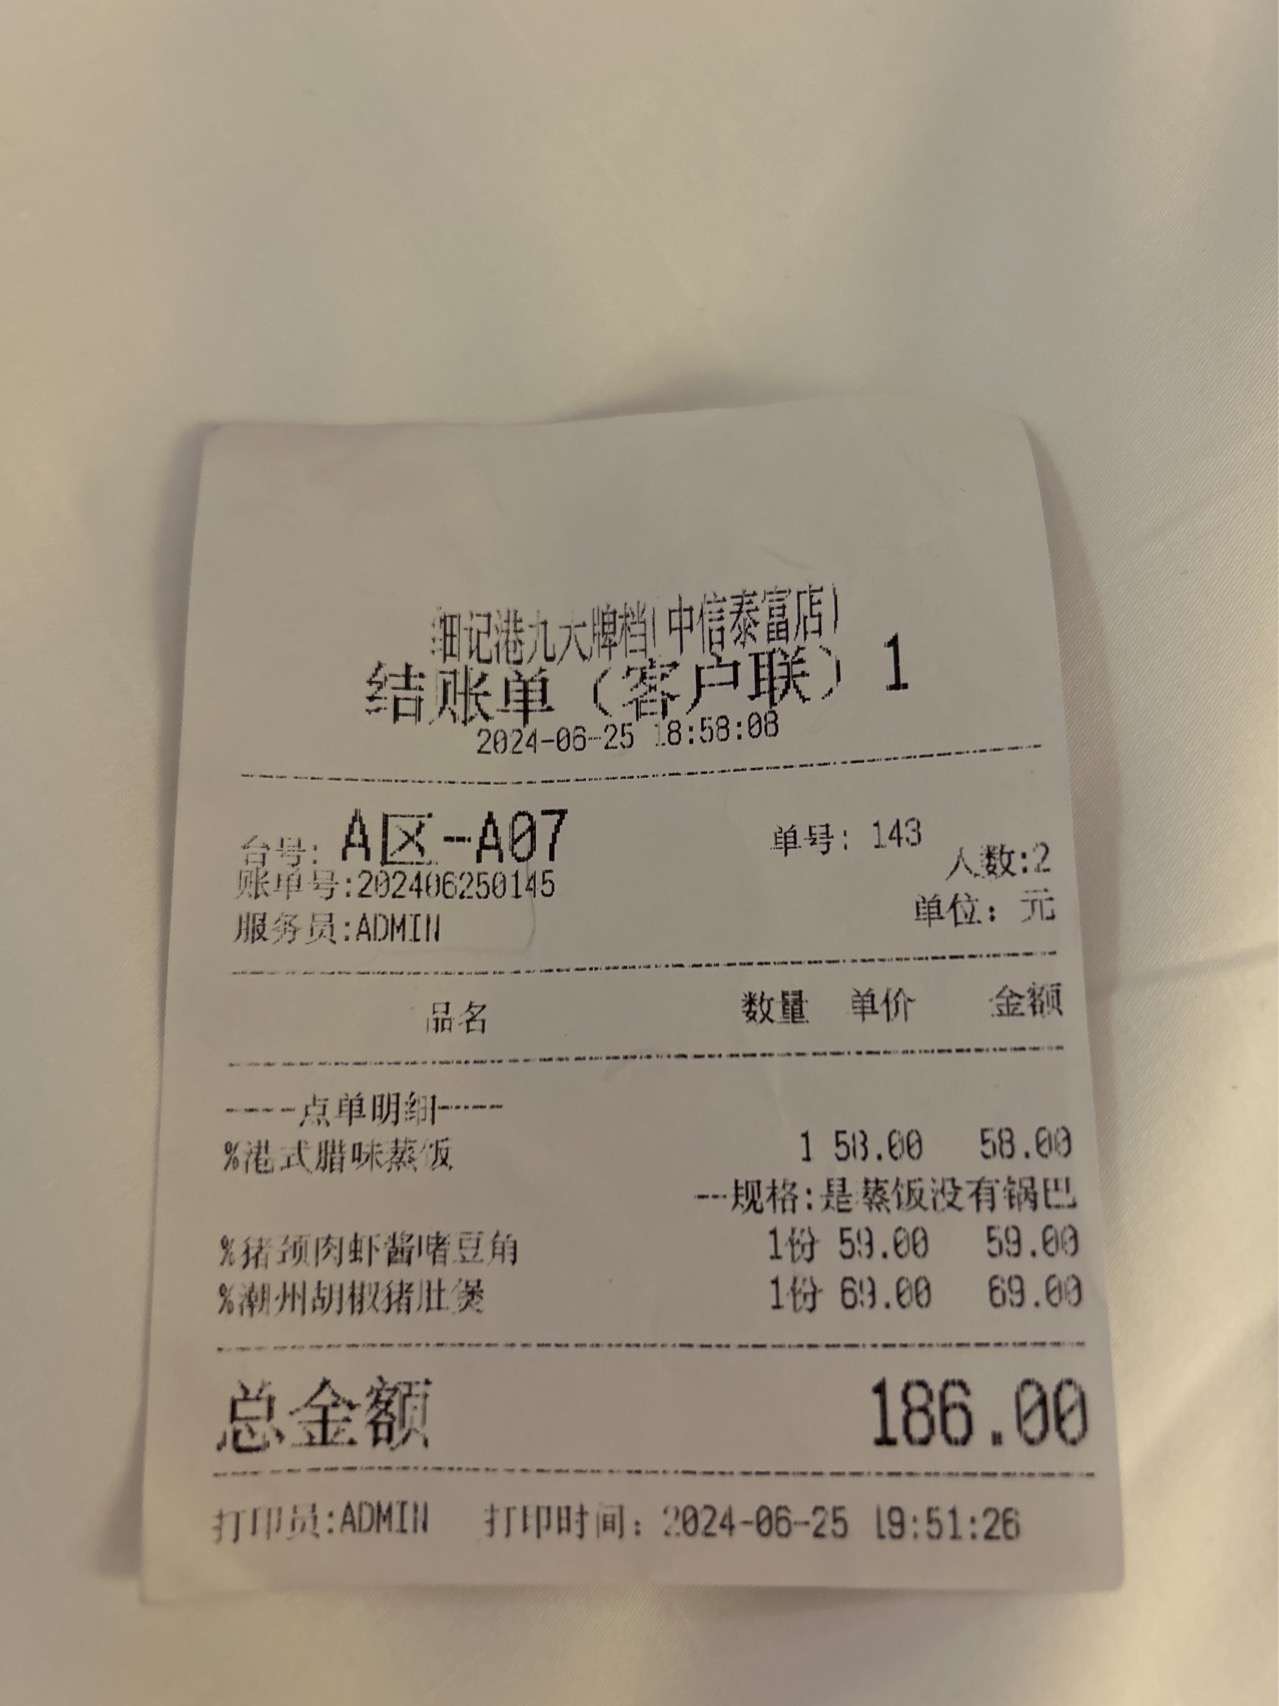 细记港九大牌档(中信泰富店)
结账单（客户联）1
2024-06-25 18:58:08
台号: A区-A07 单号: 143
人数:2
账单号:202406250145
单位: 元
服务员:ADMIN
品名 数量 单价 金额
----点单明细----
%港式腊味蒸饭 1 58.00 58.00
---规格:是蒸饭没有锅巴
%猪颈肉虾酱啫豆角 1份 59.00 59.00
%潮州胡椒猪肚煲 1份 69.00 69.00
总金额 186.00
打印员:ADMIN 打印时间: 2024-06-25 19:51:26